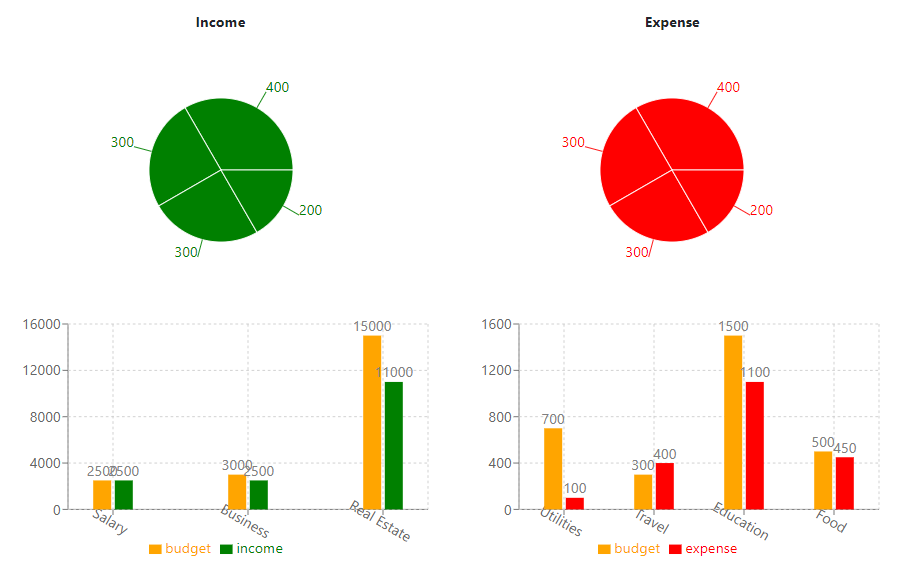 Income
Expense
400
300
200
300
400
300
200
300
16000
12000
8000
4000
0
2500
2500
3000
2500
15000
11000
Salary
Business
Real Estate
budget
income
1600
1200
800
400
0
700
100
300
400
1500
1100
500
450
Utilities
Travel
Education
Food
budget
expense